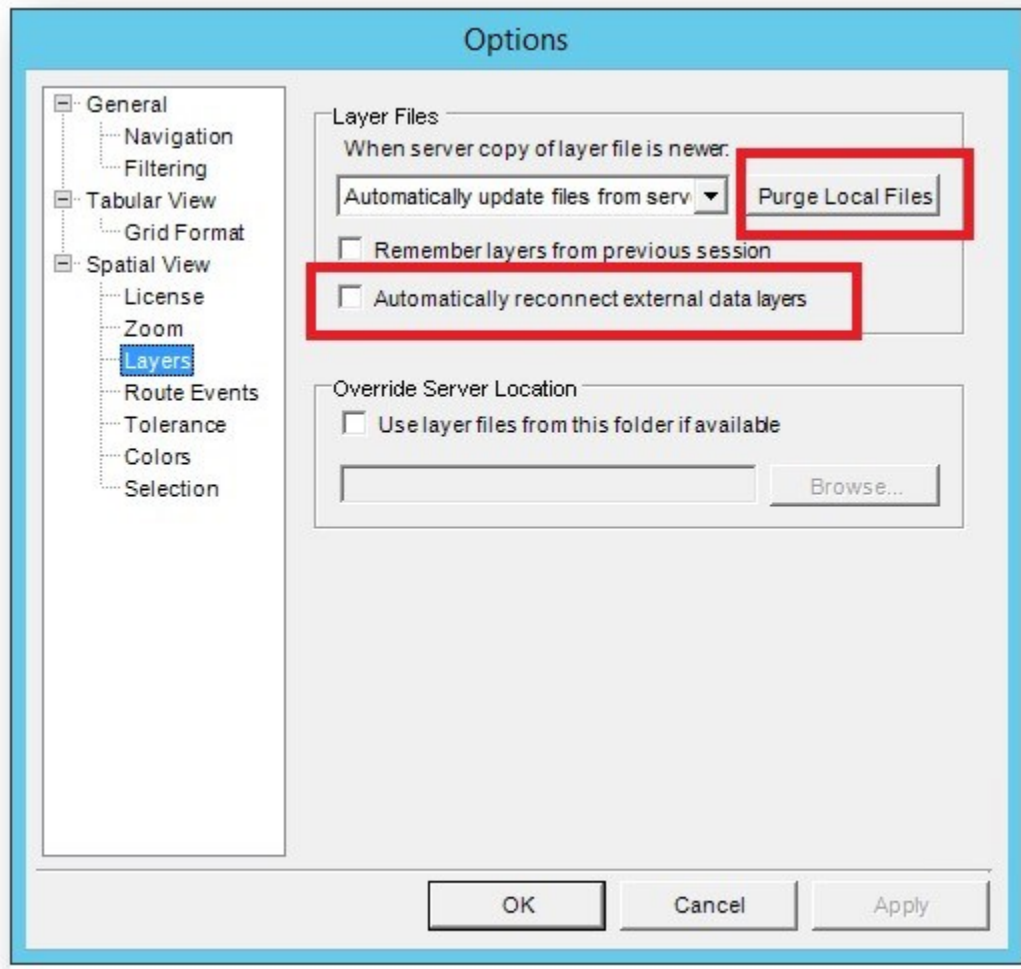 Options
General
Navigation
Filtering
Tabular View
Grid Format
Spatial View
License
Zoom
Layers
Route Events
Tolerance
Colors
Selection
Layer Files
When server copy of layer file is newer:
Automatically update files from serv
Purge Local Files
Remember layers from previous session
Automatically reconnect external data layers
Override Server Location
Use layer files from this folder if available
Browse...
OK
Cancel
Apply